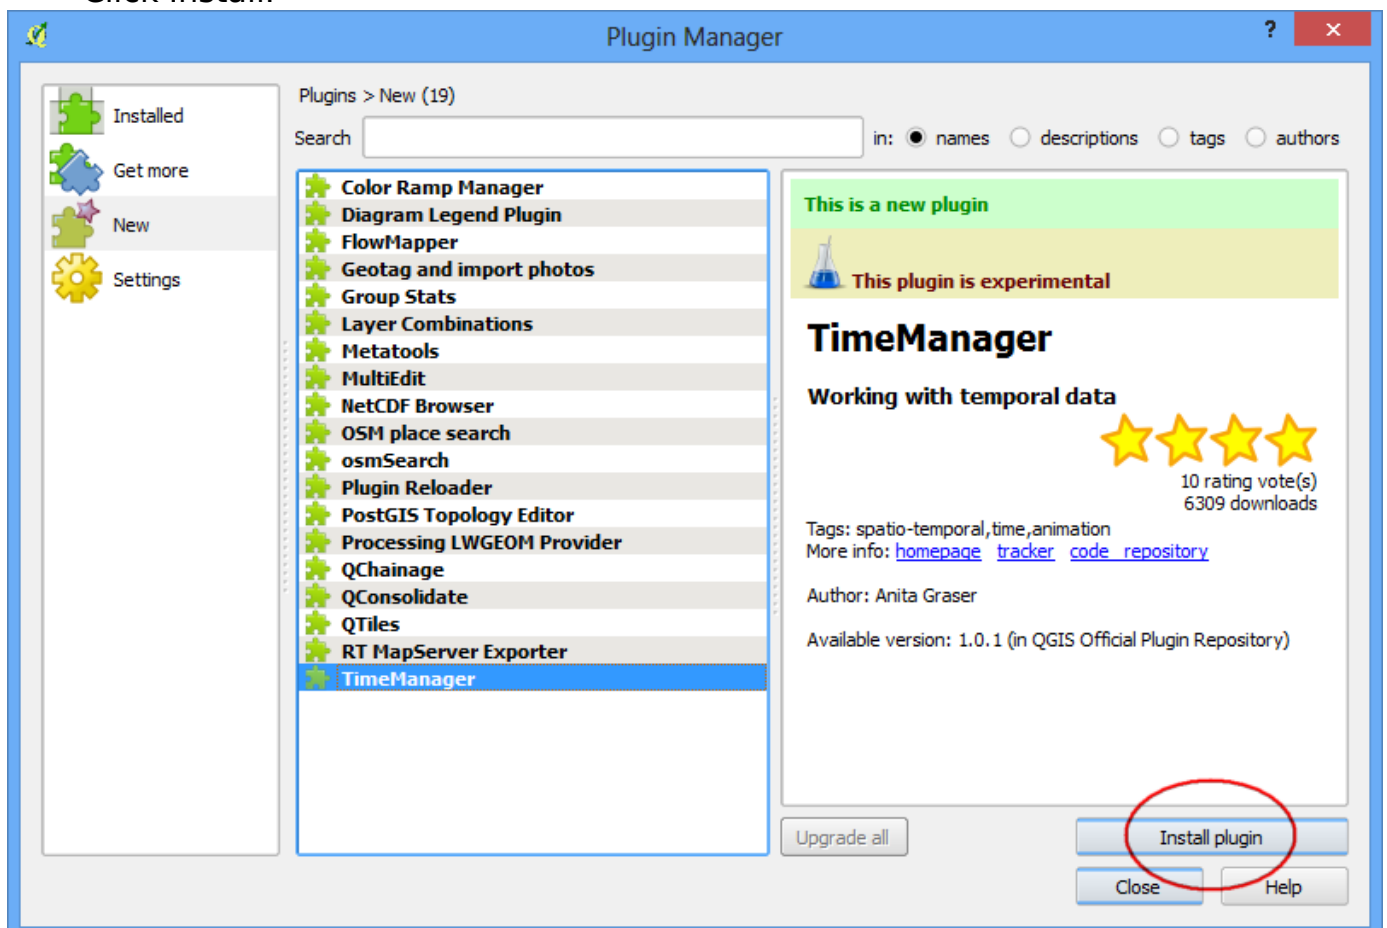 Click Install.
Plugin Manager
?
Installed
Get more
New
Settings
Plugins > New (19)
Search in: names descriptions tags authors
Color Ramp Manager
Diagram Legend Plugin
FlowMapper
Geotag and import photos
Group Stats
Layer Combinations
Metatools
MultiEdit
NetCDF Browser
OSM place search
osmSearch
Plugin Reloader
PostGIS Topology Editor
Processing LWGEOM Provider
QChainage
QConsolidate
QTiles
RT MapServer Exporter
TimeManager
This is a new plugin
This plugin is experimental
TimeManager
Working with temporal data
10 rating vote(s)
6309 downloads
Tags: spatio-temporal,time,animation
More info: homepage tracker code_repository
Author: Anita Graser
Available version: 1.0.1 (in QGIS Official Plugin Repository)
Upgrade all
Install plugin
Close
Help